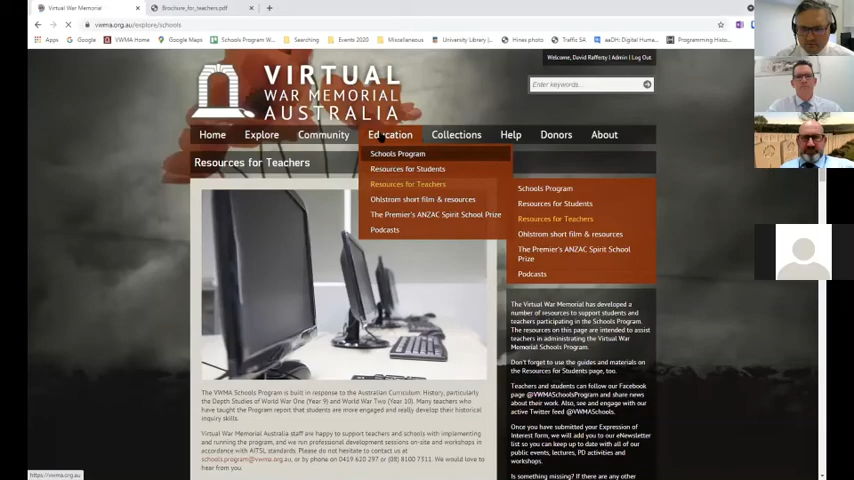 Virtual War Memorial
Brochure_for_teachers.pdf
vwma.org.au/explore/schools
Apps
Google
Schools Program W...
VWMA Home
Google Maps
Searching
Events 2020
Miscellaneous
University Library (...
Hines photo
Traffic SA
aaDH: Digital Human...
Programming Histo...
Welcome, David Rafferty | Admin | Log Out
VIRTUAL
WAR MEMORIAL
AUSTRALIA
Enter keywords...
Home
Explore
Community
Education
Collections
Help
Donors
About
Resources for Teachers
Schools Program
Resources for Students
Resources for Teachers
Ohlstrom short film & resources
The Premier's ANZAC Spirit School Prize
Podcasts
Schools Program
Resources for Students
Resources for Teachers
Ohlstrom short film & resources
The Premier's ANZAC Spirit School
Prize
Podcasts
The VWMA Schools Program is built in response to the Australian Curriculum: History, particularly
the Depth Studies of World War One (Year 9) and World War Two (Year 10). Many teachers who
have taught the Program report that students are more engaged and really develop their historical
inquiry skills.
Virtual War Memorial Australia staff are happy to support teachers and schools with implementing
and running the program, and we run professional development sessions on-site and workshops in
accordance with AITSL standards. Please do not hesitate to contact us at
schools.program@vwma.org.au, or by phone on 0419 620 297 or (08) 8100 7311. We would love to
hear from you.
The Virtual War Memorial has developed a
number of resources to support students and
teachers participating in the Schools Program.
The resources on this page are intended to assist
teachers in administrating the Virtual War
Memorial Schools Program.
Don't forget to use the guides and materials on
the Resources for Students page, too.
Teachers and students can follow our Facebook
page @VWMASchoolsProgram and share news
about their work. Also, see and engage with our
active Twitter feed @VWMASchools.
Once you have submitted your Expression of
Interest form, we will add you to our eNewsletter
list so you can keep up to date with all of our
public events, lectures, PD activities and
workshops.
Is something missing? If there are any other
https://vwma.org.au